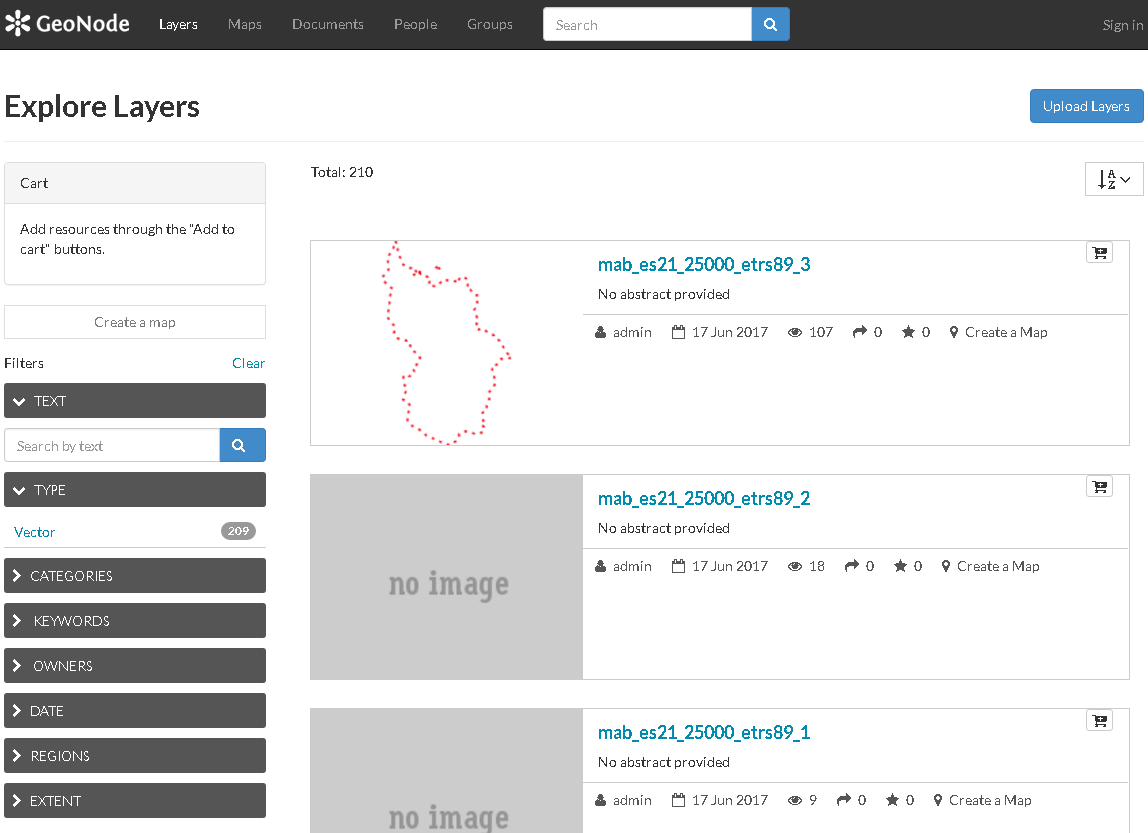 GeoNode Layers Maps Documents People Groups Search Sign in
Explore Layers
Upload Layers
Cart
Add resources through the "Add to
cart" buttons.
Create a map
Filters Clear
TEXT
Search by text
TYPE
Vector 209
CATEGORIES
KEYWORDS
OWNERS
DATE
REGIONS
EXTENT
Total: 210
A
Z
mab_es21_25000_etrs89_3
No abstract provided
admin 17 Jun 2017 107 0 0 Create a Map
no image
mab_es21_25000_etrs89_2
No abstract provided
admin 17 Jun 2017 18 0 0 Create a Map
no image
mab_es21_25000_etrs89_1
No abstract provided
admin 17 Jun 2017 9 0 0 Create a Map